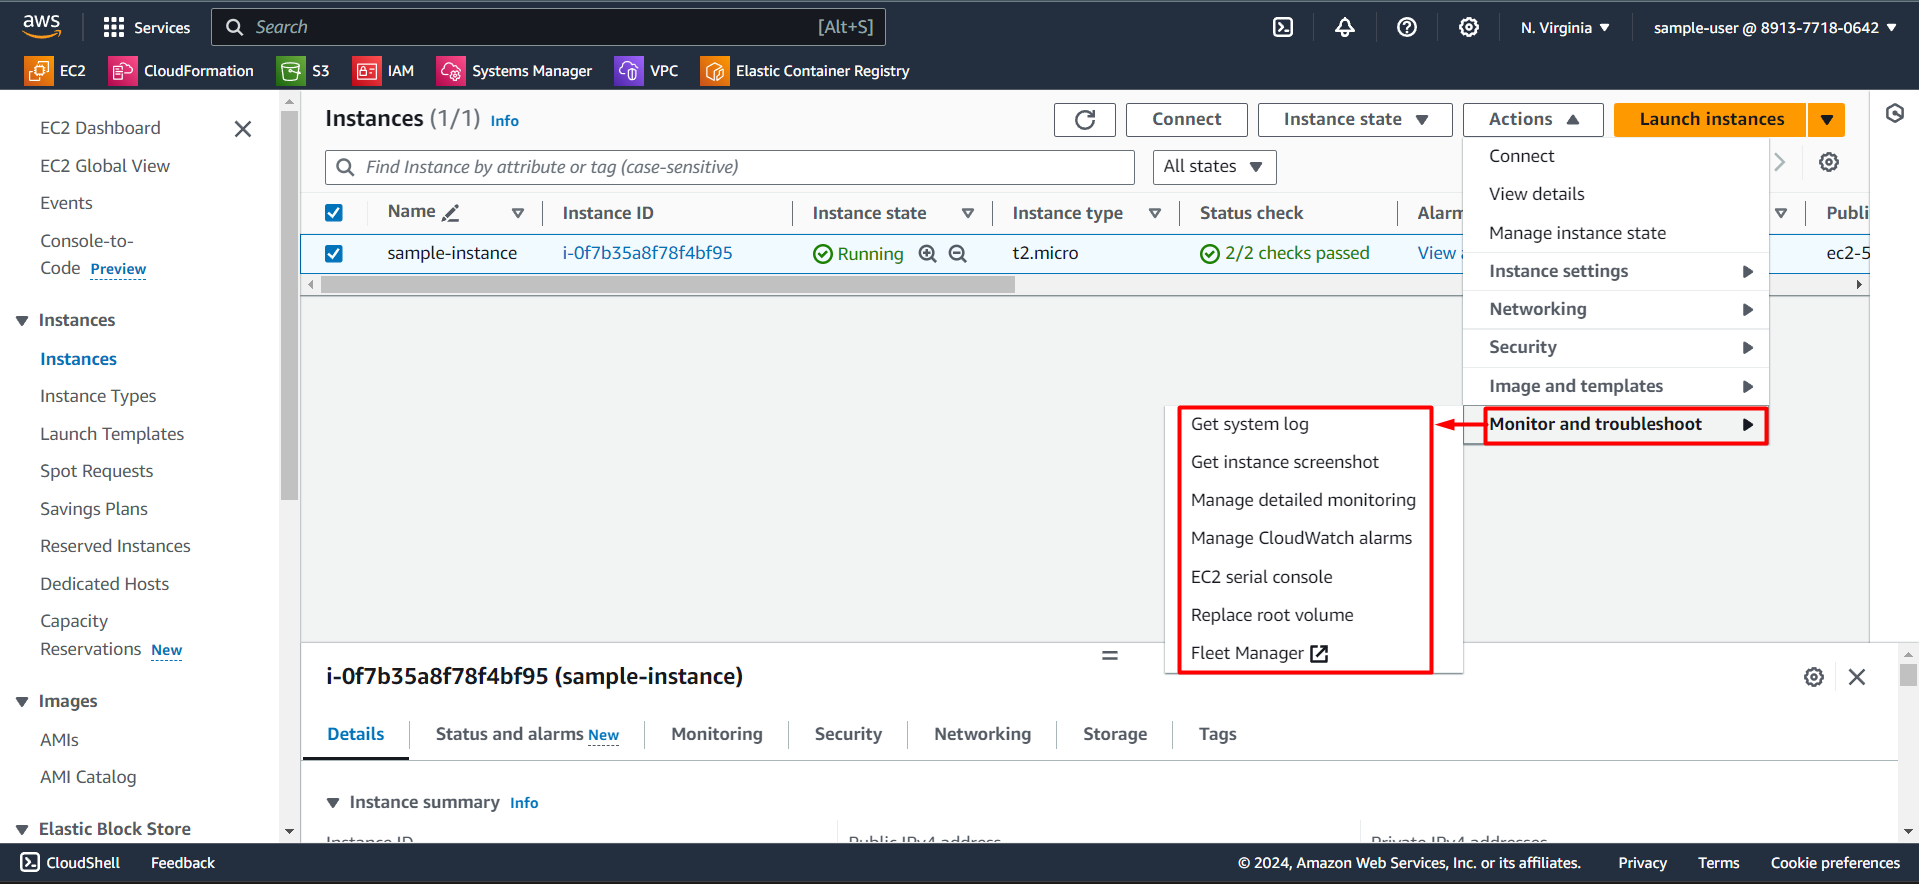 aws
Services
Search
[Alt+S]
N. Virginia
sample-user @ 8913-7718-0642
EC2
CloudFormation
S3
IAM
Systems Manager
VPC
Elastic Container Registry
EC2 Dashboard
EC2 Global View
Events
Console-to-
Code Preview
Instances
Instances
Instance Types
Launch Templates
Spot Requests
Savings Plans
Reserved Instances
Dedicated Hosts
Capacity
Reservations New
Images
AMIs
AMI Catalog
Elastic Block Store
Instances (1/1) Info
Connect
Instance state
Actions
Launch instances
Find Instance by attribute or tag (case-sensitive)
All states
Name
Instance ID
Instance state
Instance type
Status check
Alarm
Publi
sample-instance
i-0f7b35a8f78f4bf95
Running
t2.micro
2/2 checks passed
View a
ec2-5
Connect
View details
Manage instance state
Instance settings
Networking
Security
Image and templates
Monitor and troubleshoot
Get system log
Get instance screenshot
Manage detailed monitoring
Manage CloudWatch alarms
EC2 serial console
Replace root volume
Fleet Manager
i-0f7b35a8f78f4bf95 (sample-instance)
Details
Status and alarms New
Monitoring
Security
Networking
Storage
Tags
Instance summary Info
Instance ID
Public IPv4 address
Private IPv4 addresses
CloudShell
Feedback
© 2024, Amazon Web Services, Inc. or its affiliates.
Privacy
Terms
Cookie preferences